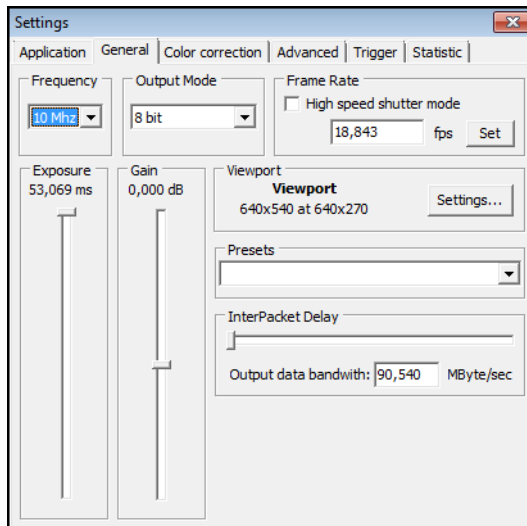 Settings
Application General Color correction Advanced Trigger Statistic
Frequency
10 Mhz
Output Mode
8 bit
Frame Rate
High speed shutter mode
18,843 fps Set
Exposure
53,069 ms
Gain
0,000 dB
Viewport
Viewport
640x540 at 640x270
Settings...
Presets
InterPacket Delay
Output data bandwith: 90,540 MByte/sec